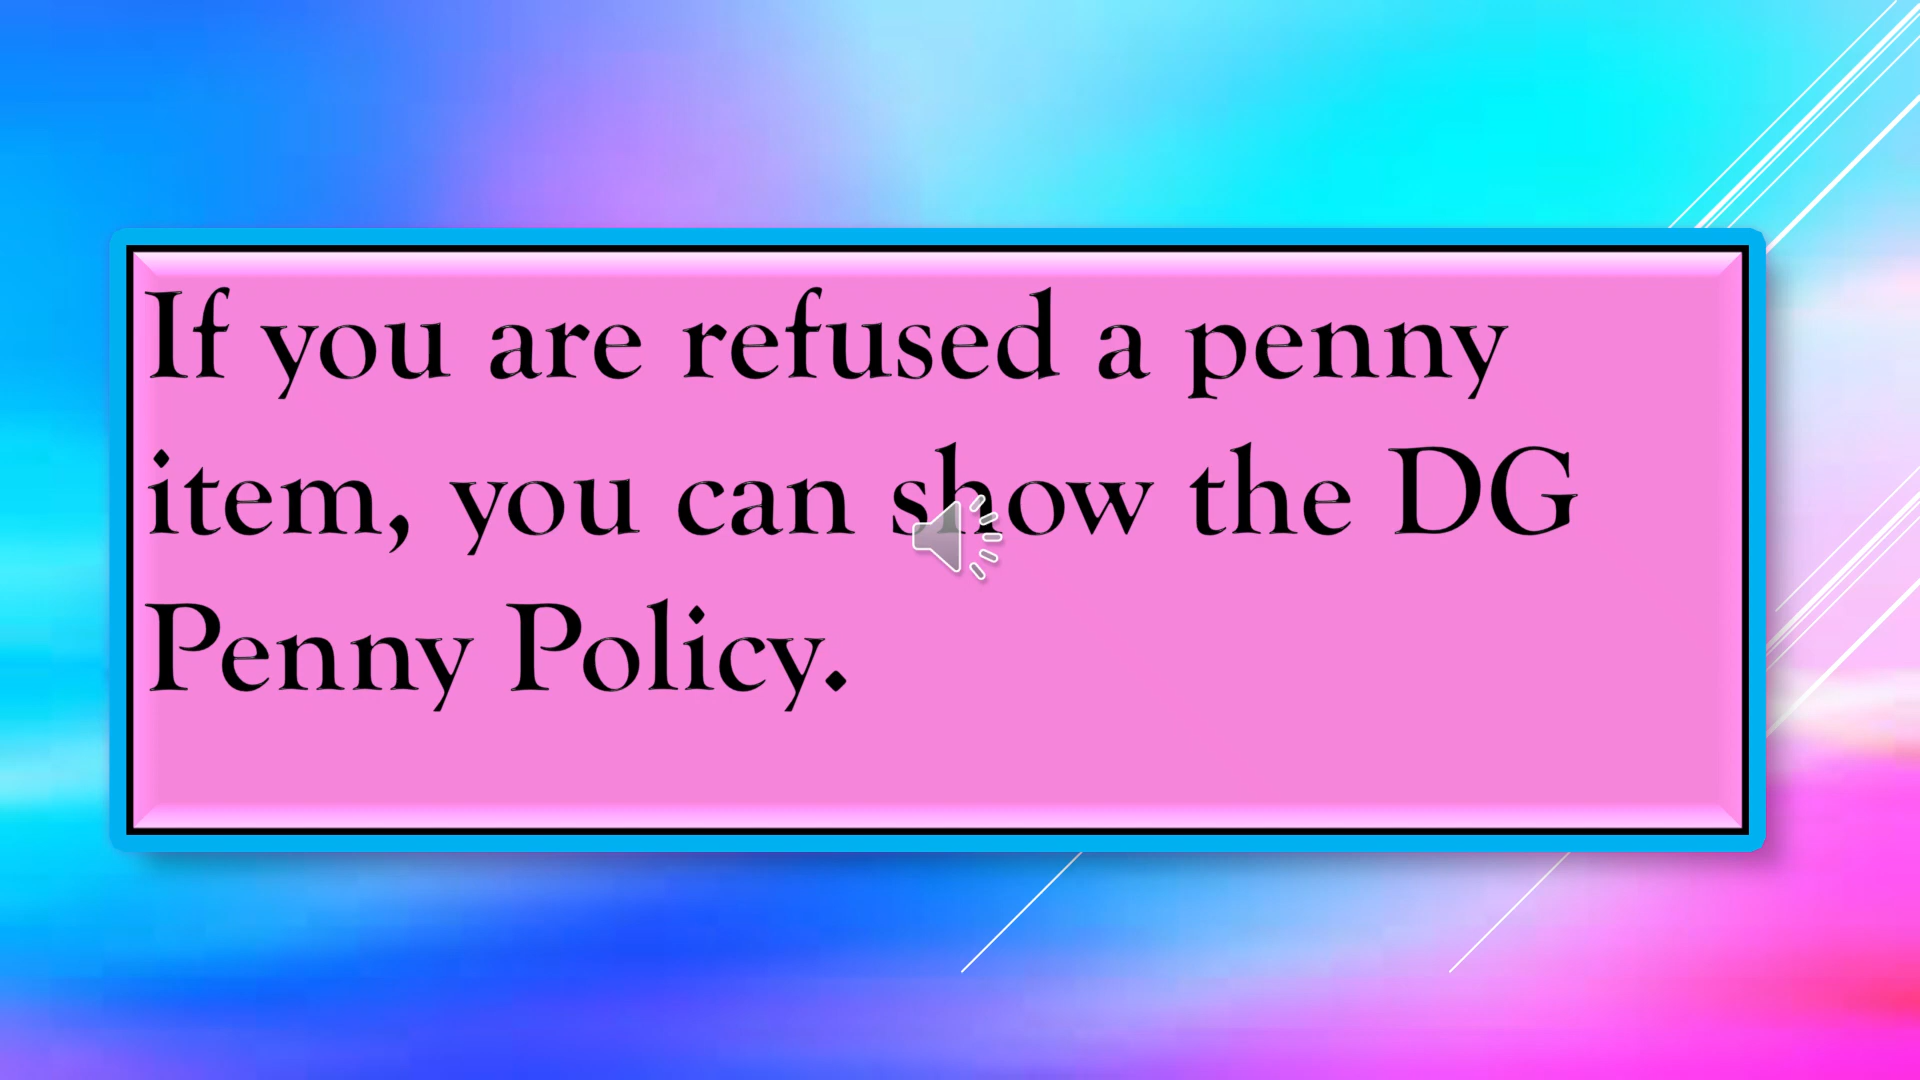 If you are refused a penny
item, you can show the DG
Penny Policy.